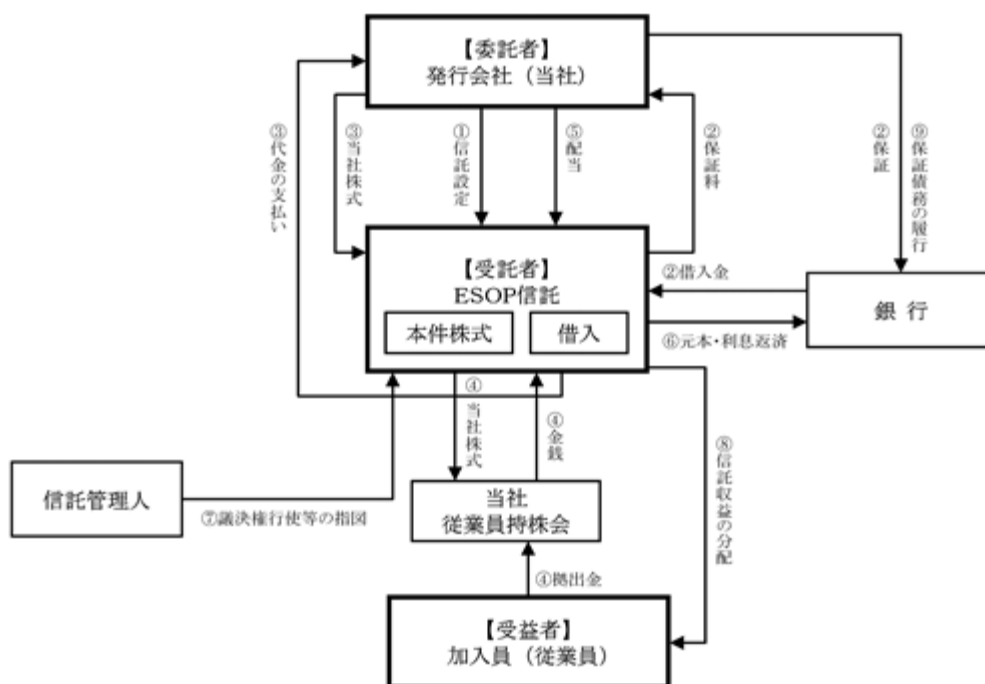 【委託者】
発行会社（当社）
③代金の支払い
③当社株式
①信託設定
⑤配当
②保証料
②保証
⑨保証債務の履行
【受託者】
ESOP信託
本件株式
借入
②借入金
⑥元本・利息返済
銀行
④当社株式
④金銭
⑧信託収益の分配
信託管理人
⑦議決権行使等の指図
当社
従業員持株会
④拠出金
【受益者】
加入員（従業員）